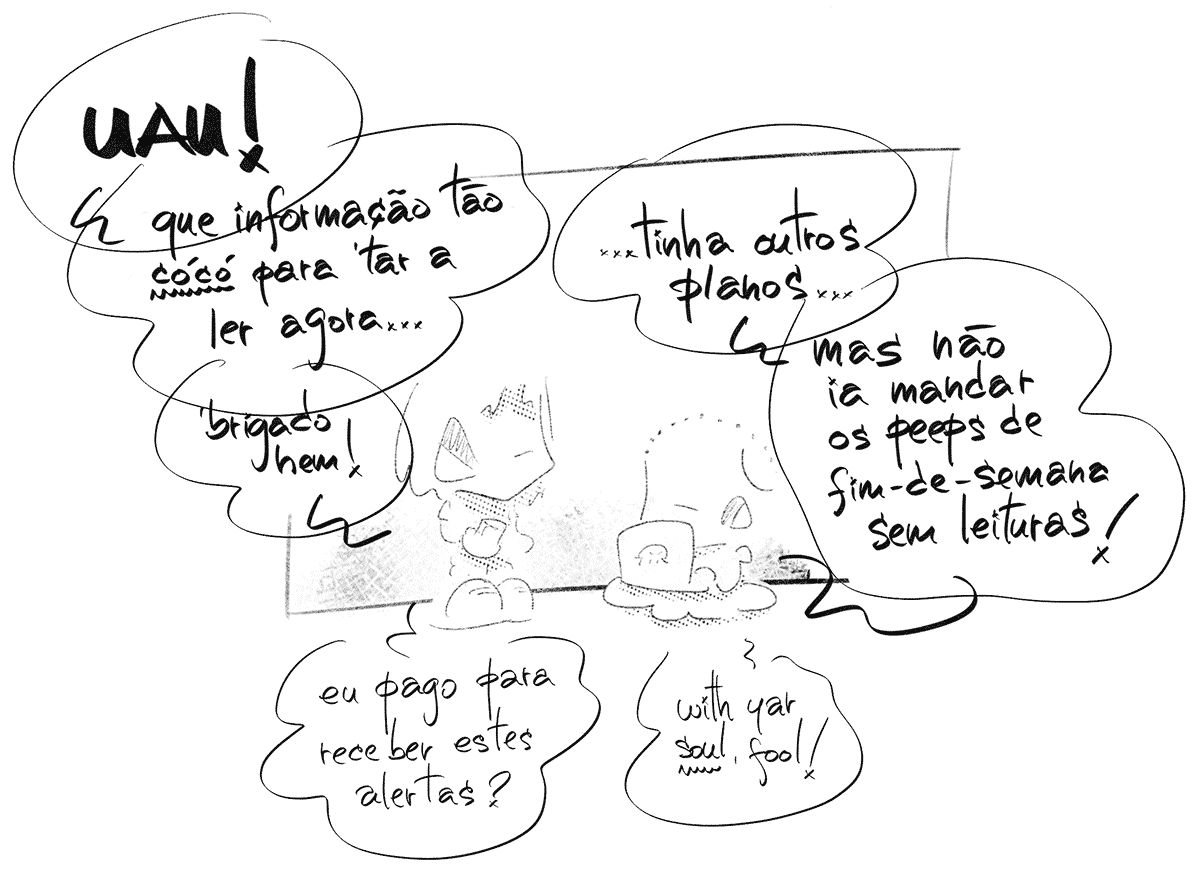 UAU!
que informação tão
cócó para 'tar a
ler agora...
'brigado
hem!
...tinha outros
planos...
mas não
ia mandar
os peeps de
fim-de-semana
sem leituras!
eu pago para
receber estes
alertas?
with yar
soul, fool!